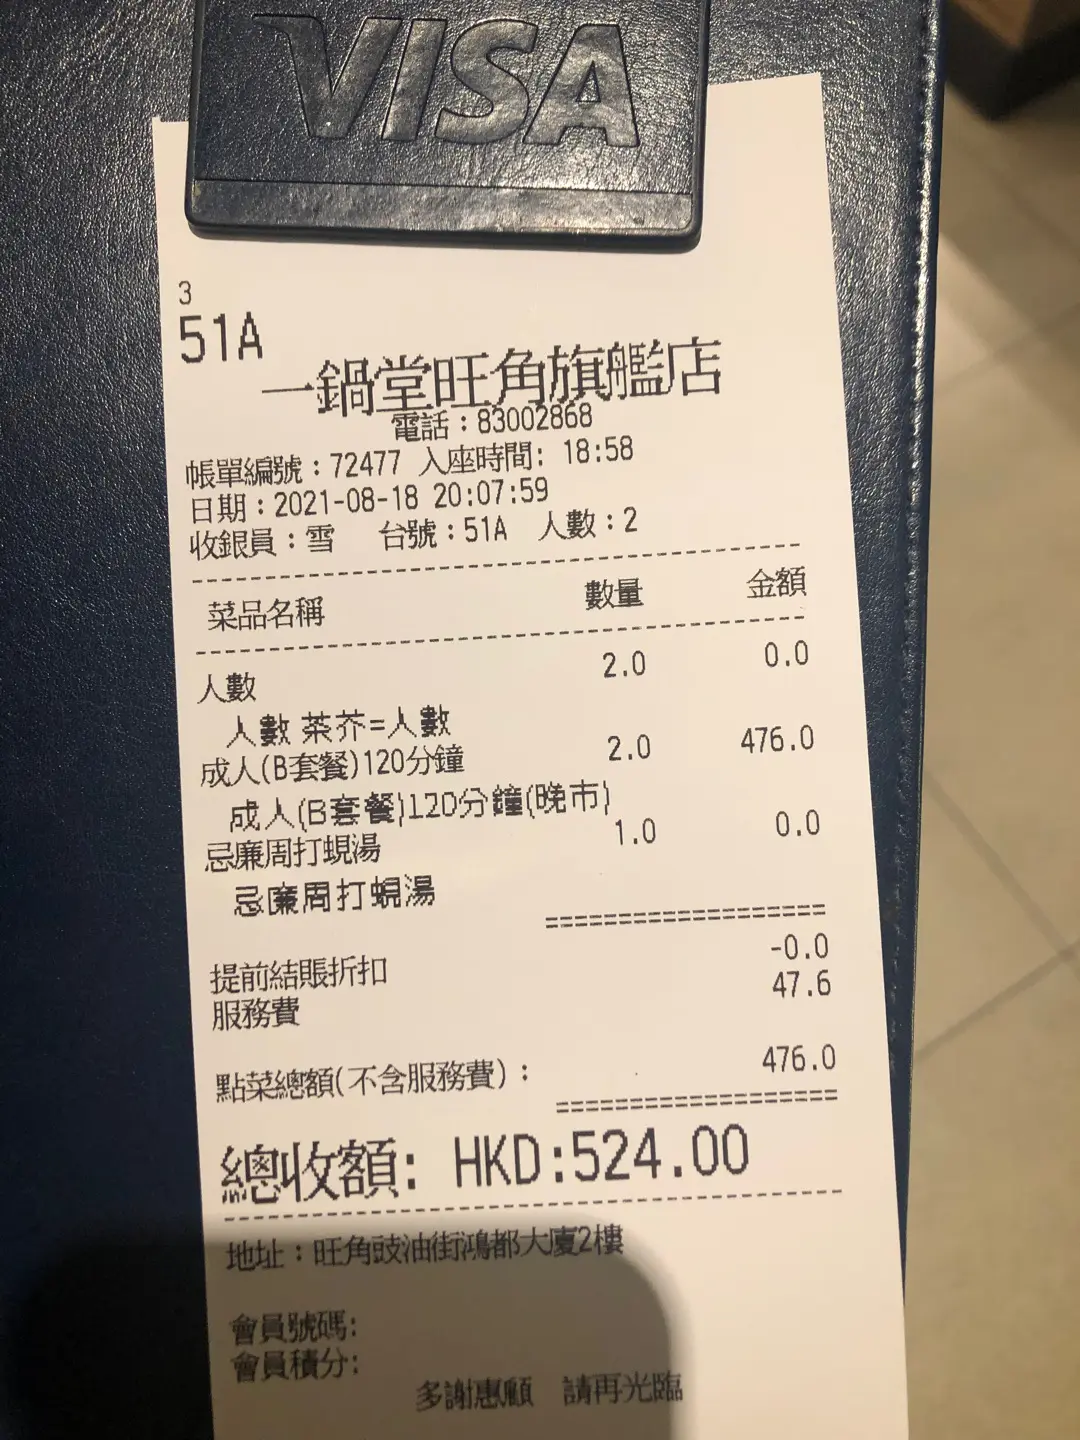 VISA
3
51A
一鍋堂旺角旗艦店
電話：83002868
帳單編號：72477 入座時間: 18:58
日期：2021-08-18 20:07:59
收銀員：雪 台號：51A 人數：2
菜品名稱 數量 金額
人數 2.0 0.0
人數 茶芥=人數
成人(B套餐)120分鐘 2.0 476.0
成人(B套餐)120分鐘(晚市)
忌廉周打蜆湯 1.0 0.0
忌廉周打蜆湯
===================
提前結賬折扣 -0.0
服務費 47.6
點菜總額(不含服務費)： 476.0
===================
總收額: HKD:524.00
地址：旺角豉油街鴻都大廈2樓
會員號碼:
會員積分:
多謝惠顧 請再光臨